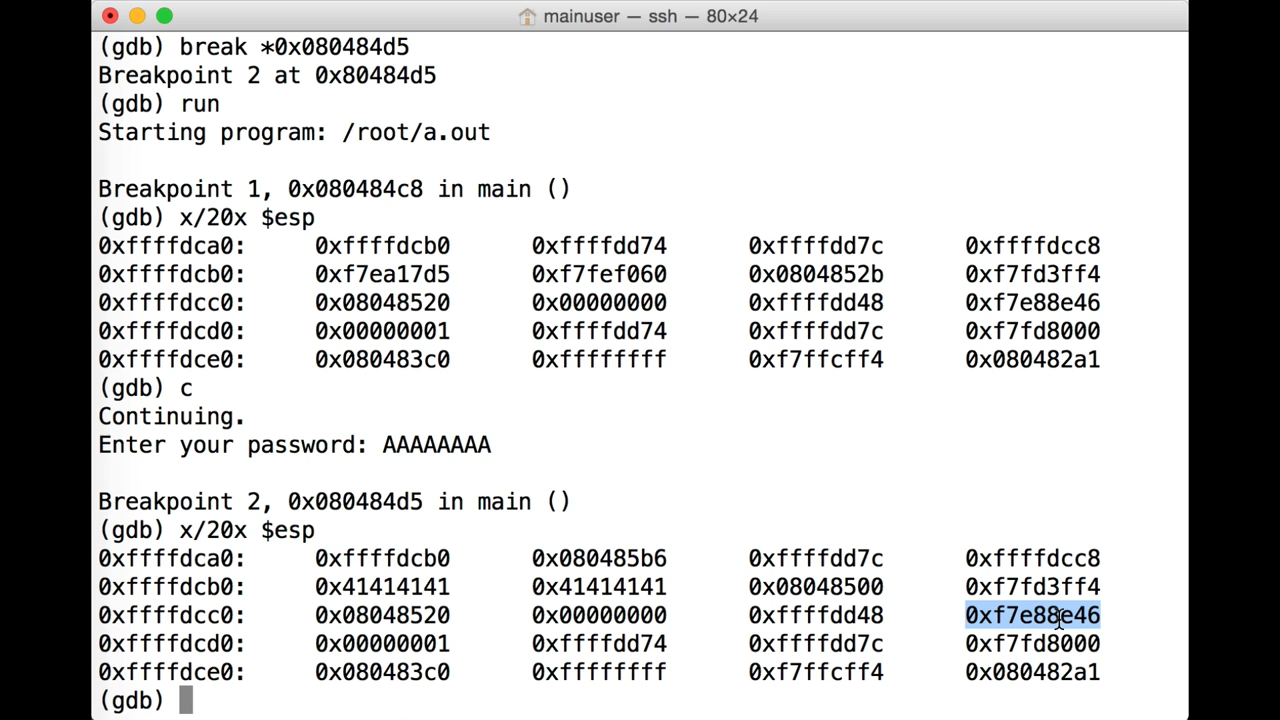 mainuser — ssh — 80×24
(gdb) break *0x080484d5
Breakpoint 2 at 0x80484d5
(gdb) run
Starting program: /root/a.out
Breakpoint 1, 0x080484c8 in main ()
(gdb) x/20x $esp
0xffffdca0: 0xffffdcb0 0xffffdd74 0xffffdd7c 0xffffdcc8
0xffffdcb0: 0xf7ea17d5 0xf7fef060 0x0804852b 0xf7fd3ff4
0xffffdcc0: 0x08048520 0x00000000 0xffffdd48 0xf7e88e46
0xffffdcd0: 0x00000001 0xffffdd74 0xffffdd7c 0xf7fd8000
0xffffdce0: 0x080483c0 0xffffffff 0xf7ffcff4 0x080482a1
(gdb) c
Continuing.
Enter your password: AAAAAAAA
Breakpoint 2, 0x080484d5 in main ()
(gdb) x/20x $esp
0xffffdca0: 0xffffdcb0 0x080485b6 0xffffdd7c 0xffffdcc8
0xffffdcb0: 0x41414141 0x41414141 0x08048500 0xf7fd3ff4
0xffffdcc0: 0x08048520 0x00000000 0xffffdd48 0xf7e88e46
0xffffdcd0: 0x00000001 0xffffdd74 0xffffdd7c 0xf7fd8000
0xffffdce0: 0x080483c0 0xffffffff 0xf7ffcff4 0x080482a1
(gdb)